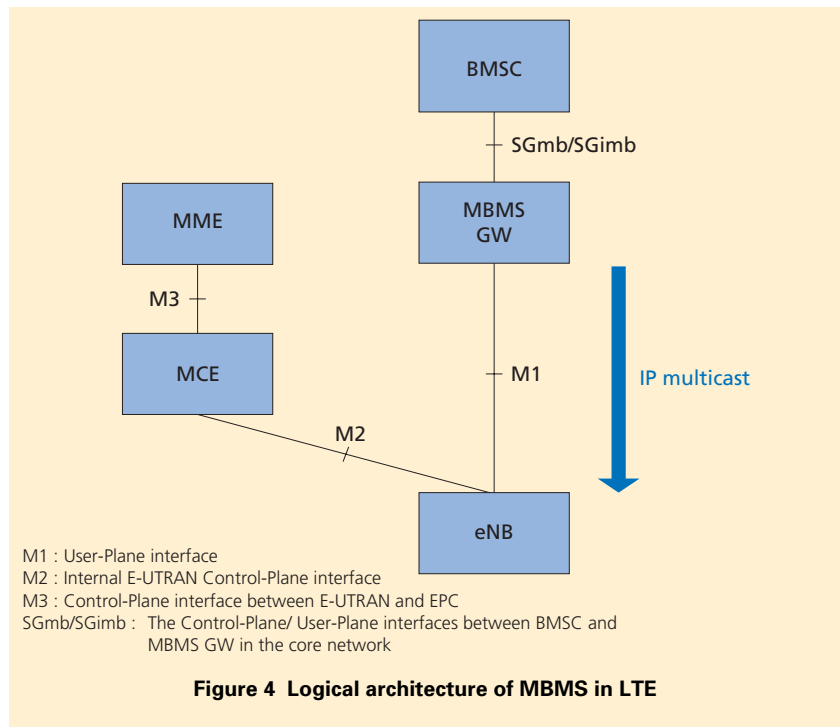 BMSC
SGmb/SGimb
MBMS
GW
MME
M3
MCE
M1
IP multicast
M2
eNB
M1 : User-Plane interface
M2 : Internal E-UTRAN Control-Plane interface
M3 : Control-Plane interface between E-UTRAN and EPC
SGmb/SGimb : The Control-Plane/ User-Plane interfaces between BMSC and
MBMS GW in the core network
Figure 4 Logical architecture of MBMS in LTE